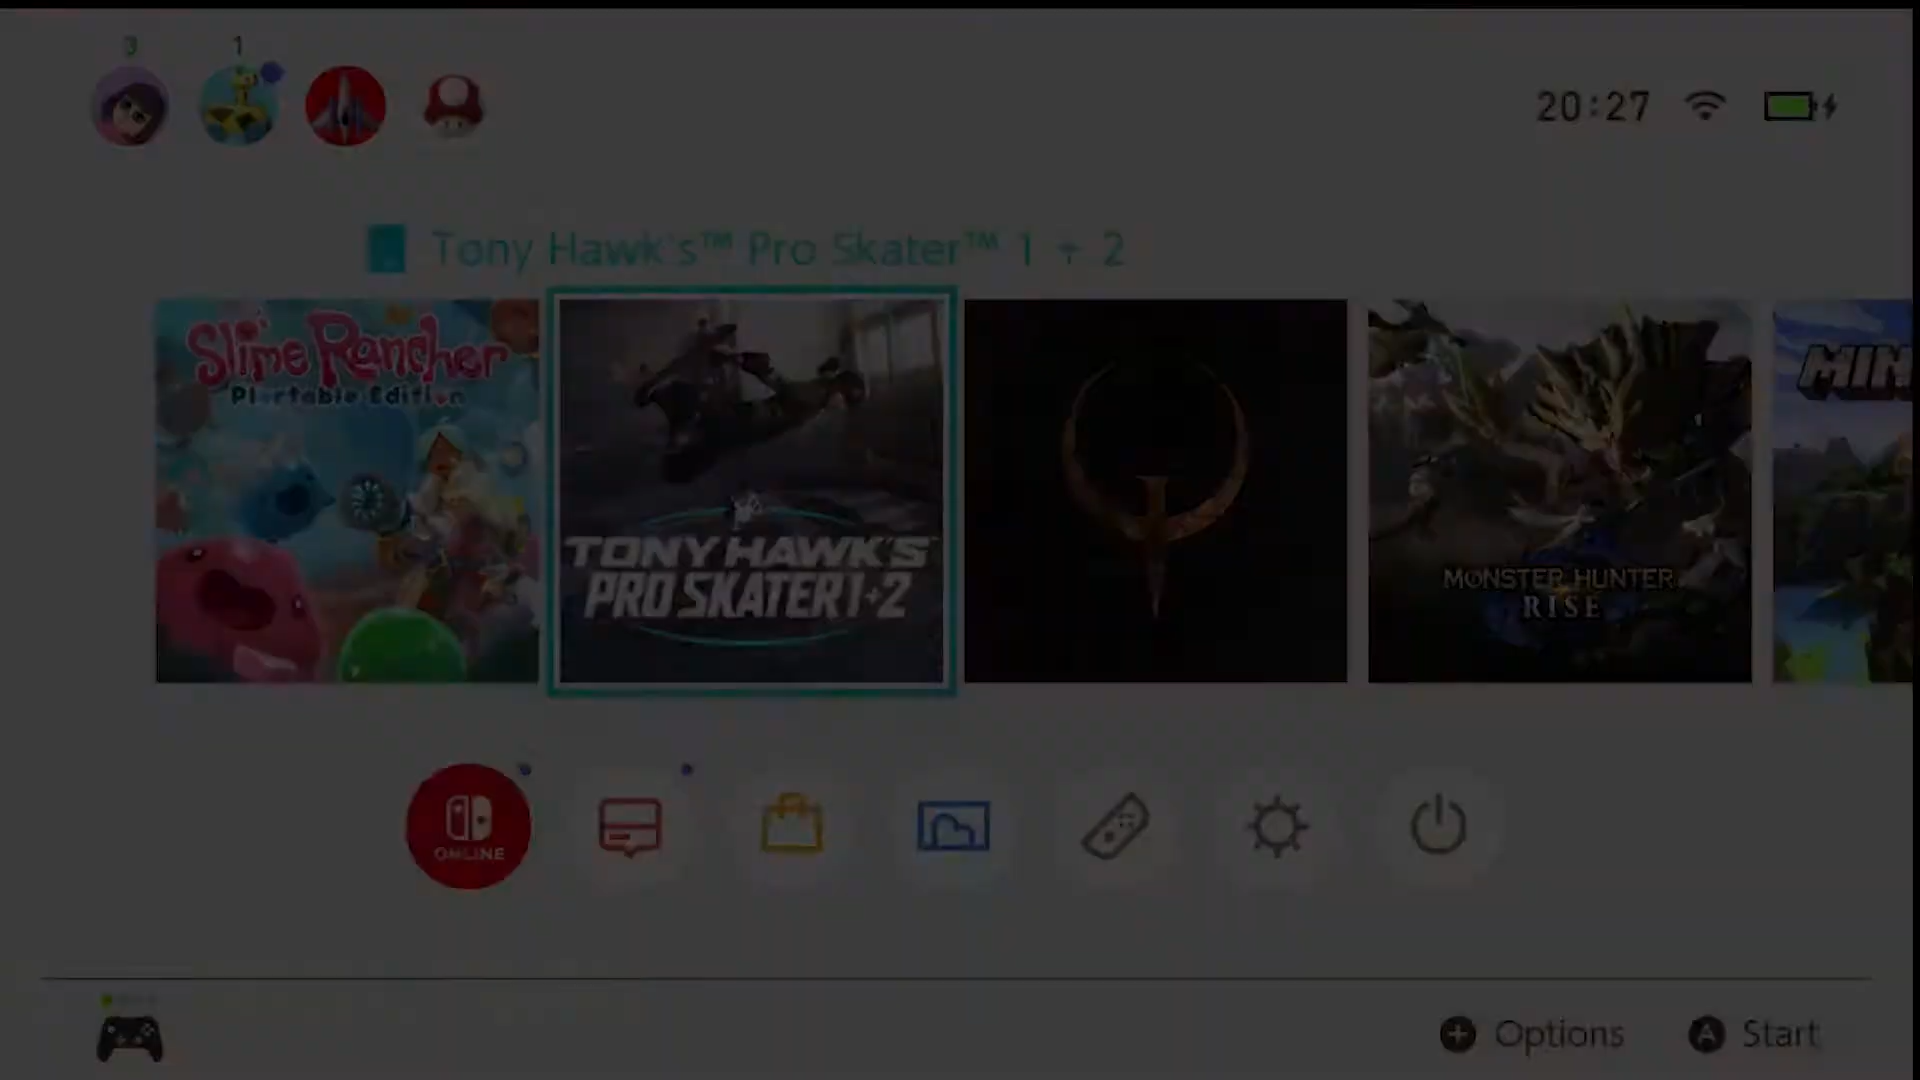 3
1
20:27
Tony Hawk's™ Pro Skater™ 1 + 2
Slime Rancher
Plortable Edition
TONY HAWK'S
PRO SKATER 1+2
MONSTER HUNTER
RISE
MIN
ONLINE
Options
A Start